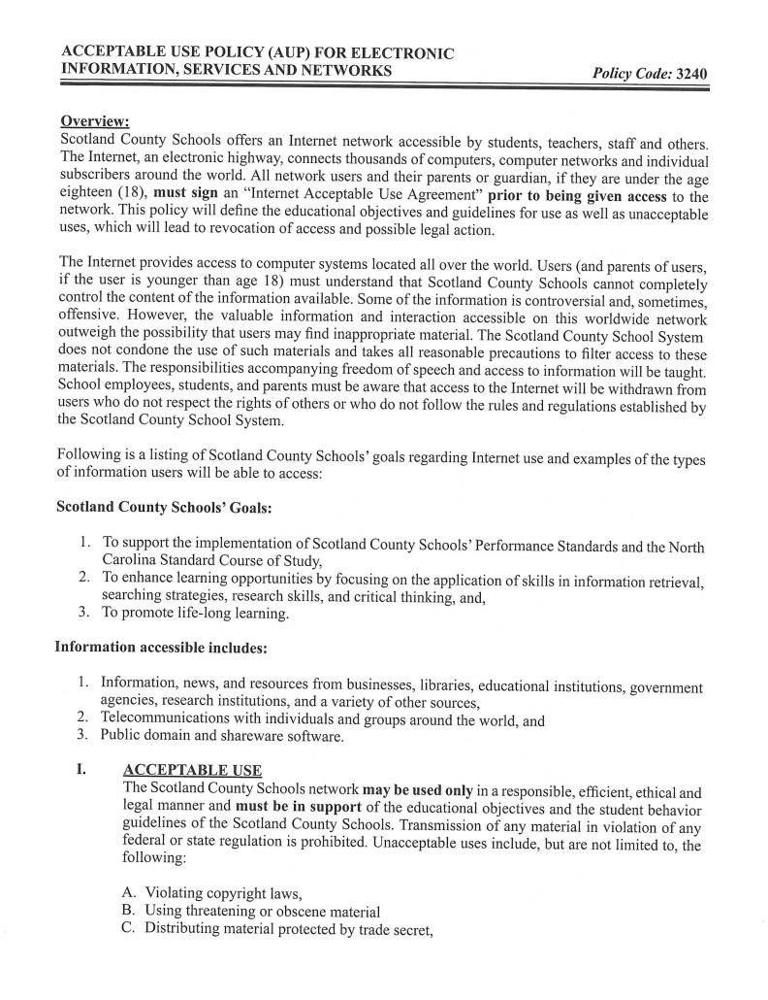 ACCEPTABLE USE POLICY (AUP) FOR ELECTRONIC
INFORMATION, SERVICES AND NETWORKS Policy Code: 3240
Overview:
Scotland County Schools offers an Internet network accessible by students, teachers, staff and others.
The Internet, an electronic highway, connects thousands of computers, computer networks and individual
subscribers around the world. All network users and their parents or guardian, if they are under the age
eighteen (18), must sign an “Internet Acceptable Use Agreement” prior to being given access to the
network. This policy will define the educational objectives and guidelines for use as well as unacceptable
uses, which will lead to revocation of access and possible legal action.
The Internet provides access to computer systems located all over the world. Users (and parents of users,
if the user is younger than age 18) must understand that Scotland County Schools cannot completely
control the content of the information available. Some of the information is controversial and, sometimes,
offensive. However, the valuable information and interaction accessible on this worldwide network
outweigh the possibility that users may find inappropriate material. The Scotland County School System
does not condone the use of such materials and takes all reasonable precautions to filter access to these
materials. The responsibilities accompanying freedom of speech and access to information will be taught.
School employees, students, and parents must be aware that access to the Internet will be withdrawn from
users who do not respect the rights of others or who do not follow the rules and regulations established by
the Scotland County School System.
Following is a listing of Scotland County Schools’ goals regarding Internet use and examples of the types
of information users will be able to access:
Scotland County Schools’ Goals:
1. To support the implementation of Scotland County Schools’ Performance Standards and the North
Carolina Standard Course of Study,
2. To enhance learning opportunities by focusing on the application of skills in information retrieval,
searching strategies, research skills, and critical thinking, and,
3. To promote life-long learning.
Information accessible includes:
1. Information, news, and resources from businesses, libraries, educational institutions, government
agencies, research institutions, and a variety of other sources,
2. Telecommunications with individuals and groups around the world, and
3. Public domain and shareware software.
I. ACCEPTABLE USE
The Scotland County Schools network may be used only in a responsible, efficient, ethical and
legal manner and must be in support of the educational objectives and the student behavior
guidelines of the Scotland County Schools. Transmission of any material in violation of any
federal or state regulation is prohibited. Unacceptable uses include, but are not limited to, the
following:
A. Violating copyright laws,
B. Using threatening or obscene material
C. Distributing material protected by trade secret,